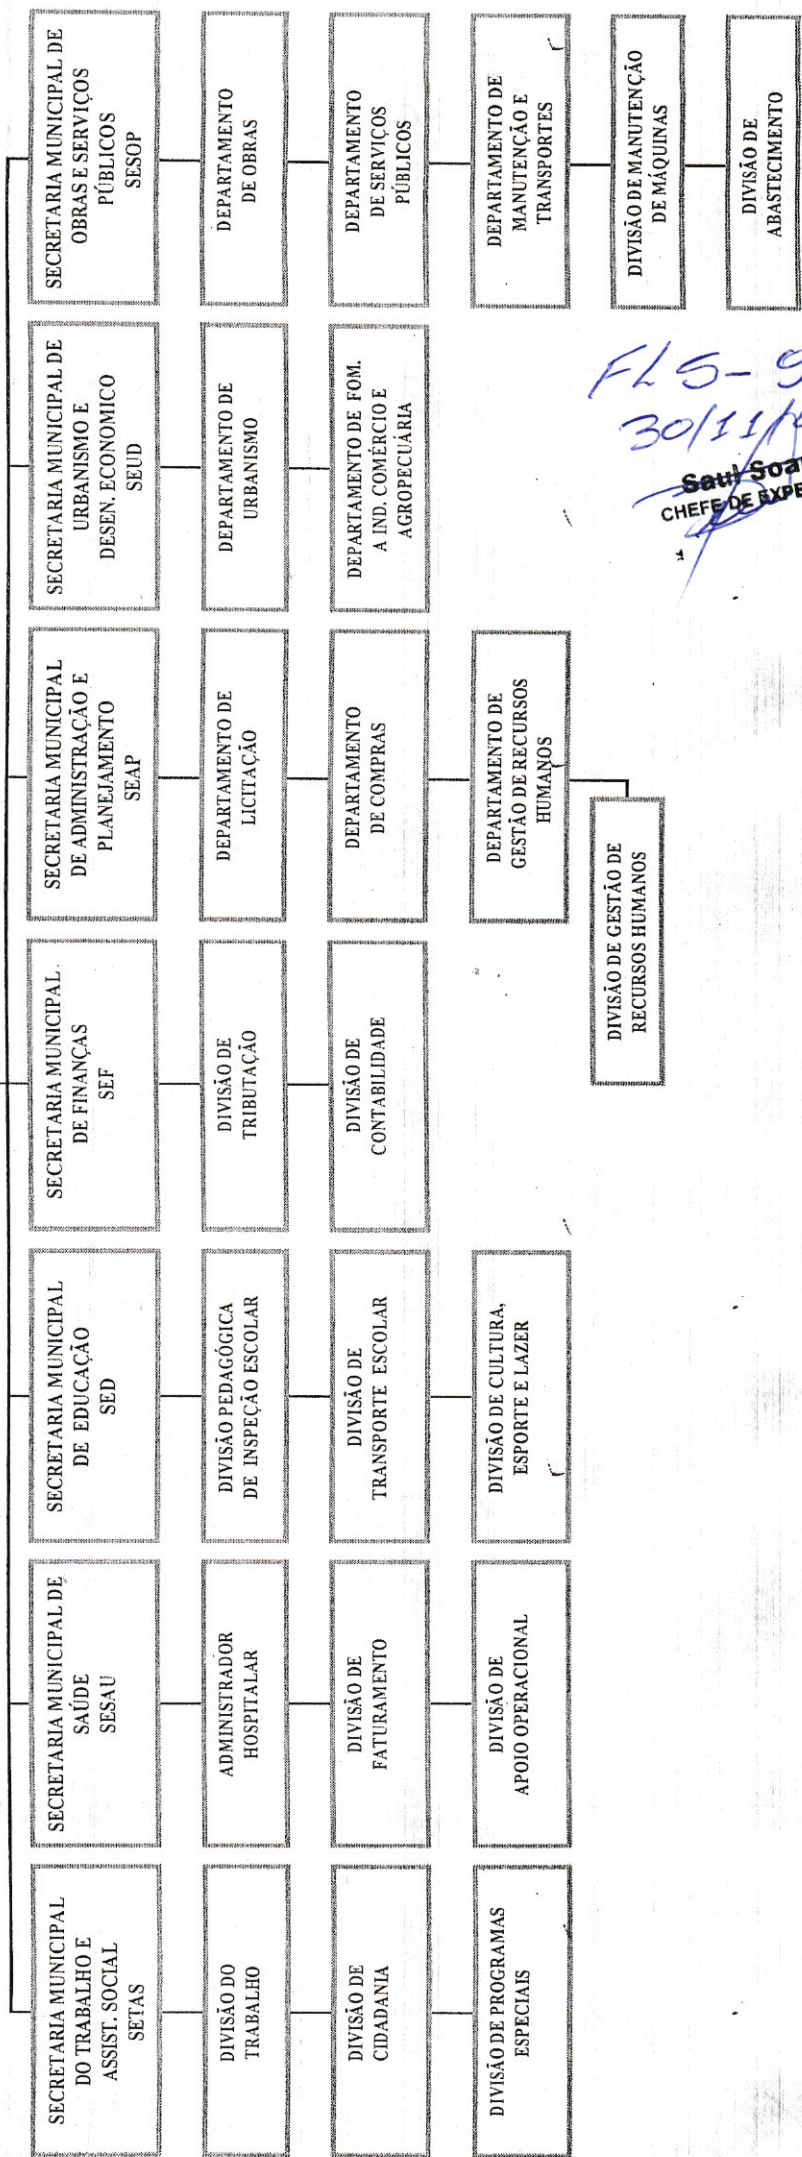 SECRETARIA MUNICIPAL
DO TRABALHO E
ASSIST. SOCIAL
SETAS
DIVISÃO DO
TRABALHO
DIVISÃO DE
CIDADANIA
DIVISÃO DE PROGRAMAS
ESPECIAIS
SECRETARIA MUNICIPAL DE
SAÚDE
SESAU
ADMINISTRADOR
HOSPITALAR
DIVISÃO DE
FATURAMENTO
DIVISÃO DE
APOIO OPERACIONAL
SECRETARIA MUNICIPAL
DE EDUCAÇÃO
SED
DIVISÃO PEDAGÓGICA
DE INSPEÇÃO ESCOLAR
DIVISÃO DE
TRANSPORTE ESCOLAR
DIVISÃO DE CULTURA,
ESPORTE E LAZER
SECRETARIA MUNICIPAL
DE FINANÇAS
SEF
DIVISÃO DE
TRIBUTAÇÃO
DIVISÃO DE
CONTABILIDADE
SECRETARIA MUNICIPAL
DE ADMINISTRAÇÃO E
PLANEJAMENTO
SEAP
DEPARTAMENTO DE
LICITAÇÃO
DEPARTAMENTO
DE COMPRAS
DEPARTAMENTO DE
GESTÃO DE RECURSOS
HUMANOS
DIVISÃO DE GESTÃO DE
RECURSOS HUMANOS
SECRETARIA MUNICIPAL DE
URBANISMO E
DESEN. ECONOMICO
SEUD
DEPARTAMENTO DE
URBANISMO
DEPARTAMENTO DE FOM.
A IND. COMÉRCIO E
AGROPECUÁRIA
SECRETARIA MUNICIPAL DE
OBRAS E SERVIÇOS
PÚBLICOS
SESOP
DEPARTAMENTO
DE OBRAS
DEPARTAMENTO
DE SERVIÇOS
PÚBLICOS
DEPARTAMENTO DE
MANUTENÇÃO E
TRANSPORTES
DIVISÃO DE MANUTENÇÃO
DE MÁQUINAS
DIVISÃO DE
ABASTECIMENTO
FLS-
30/11/
Saul
CHEFE DE